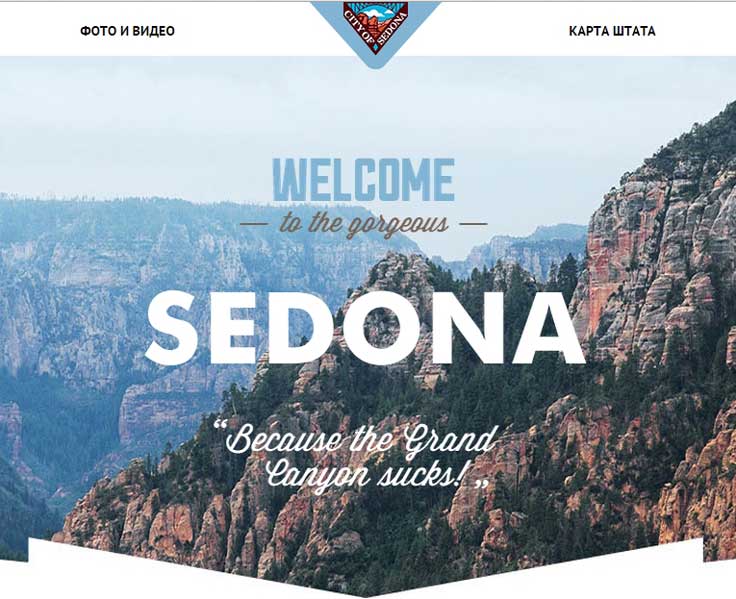 ФОТО И ВИДЕО
CITY OF SEDONA
КАРТА ШТАТА
WELCOME
— to the gorgeous —
SEDONA
“Because the Grand
Canyon sucks!„